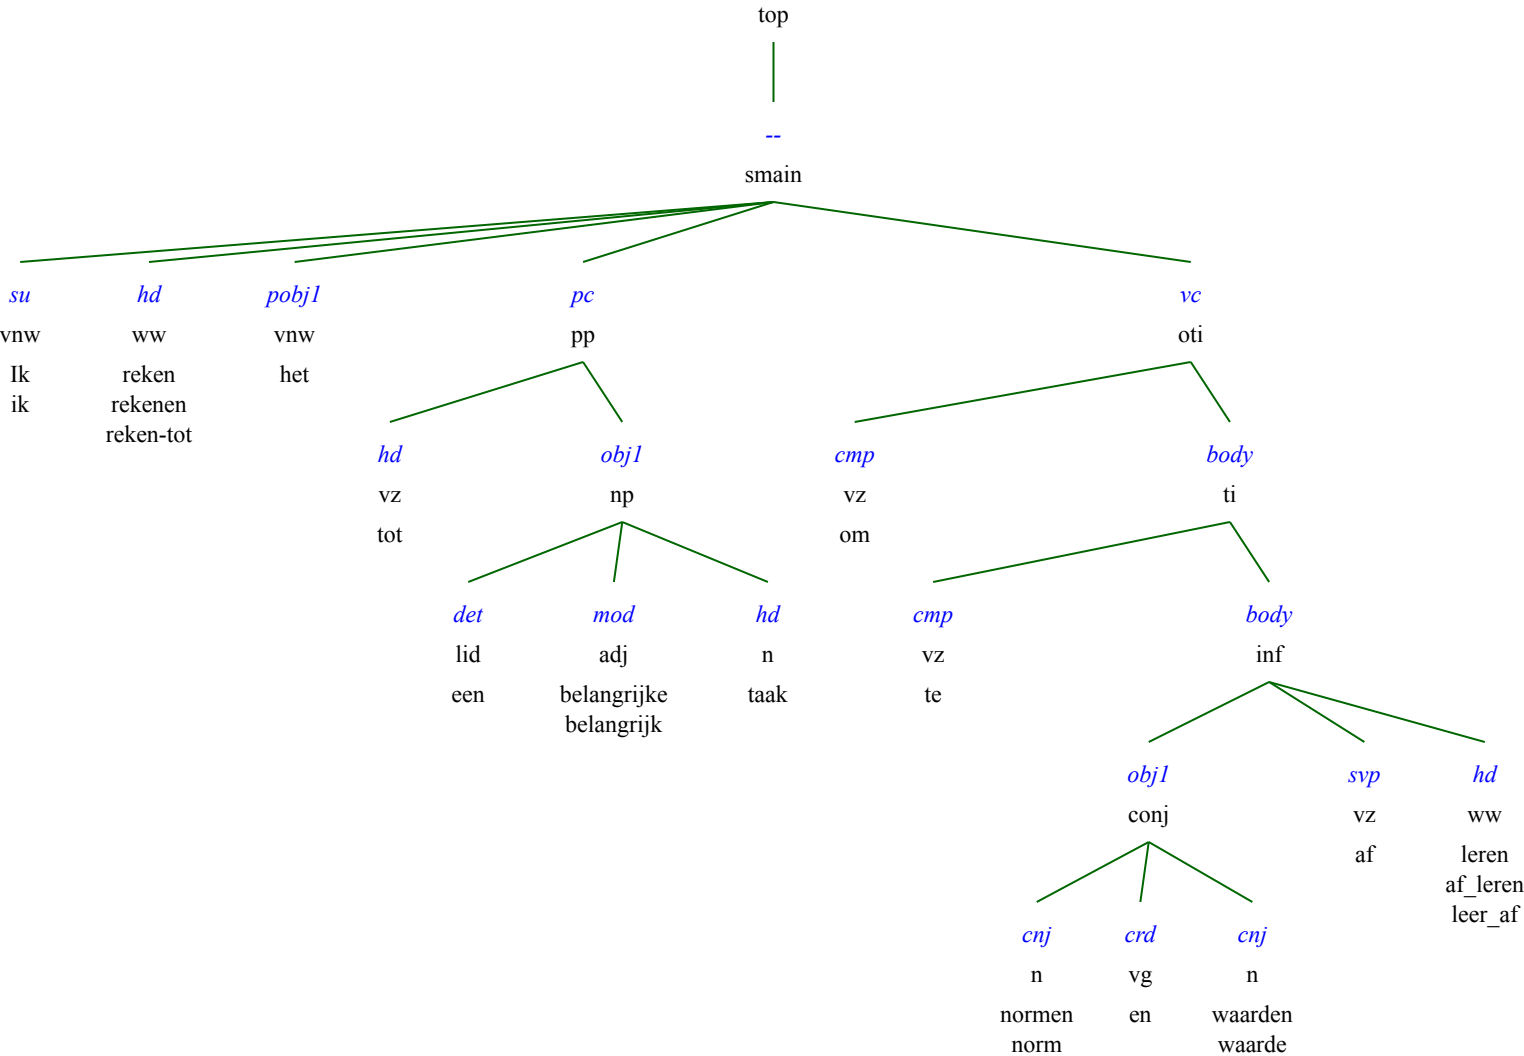 top
--
smain
su hd pobj1 pc vc
vnw ww vnw pp oti
Ik reken het
ik rekenen
reken-tot
hd obj1 cmp body
vz np vz ti
tot om
det mod hd cmp body
lid adj n vz inf
een belangrijke taak te
belangrijk
obj1 svp hd
conj vz ww
af leren
af_leren
leer_af
cnj crd cnj
n vg n
normen en waarden
norm waarde